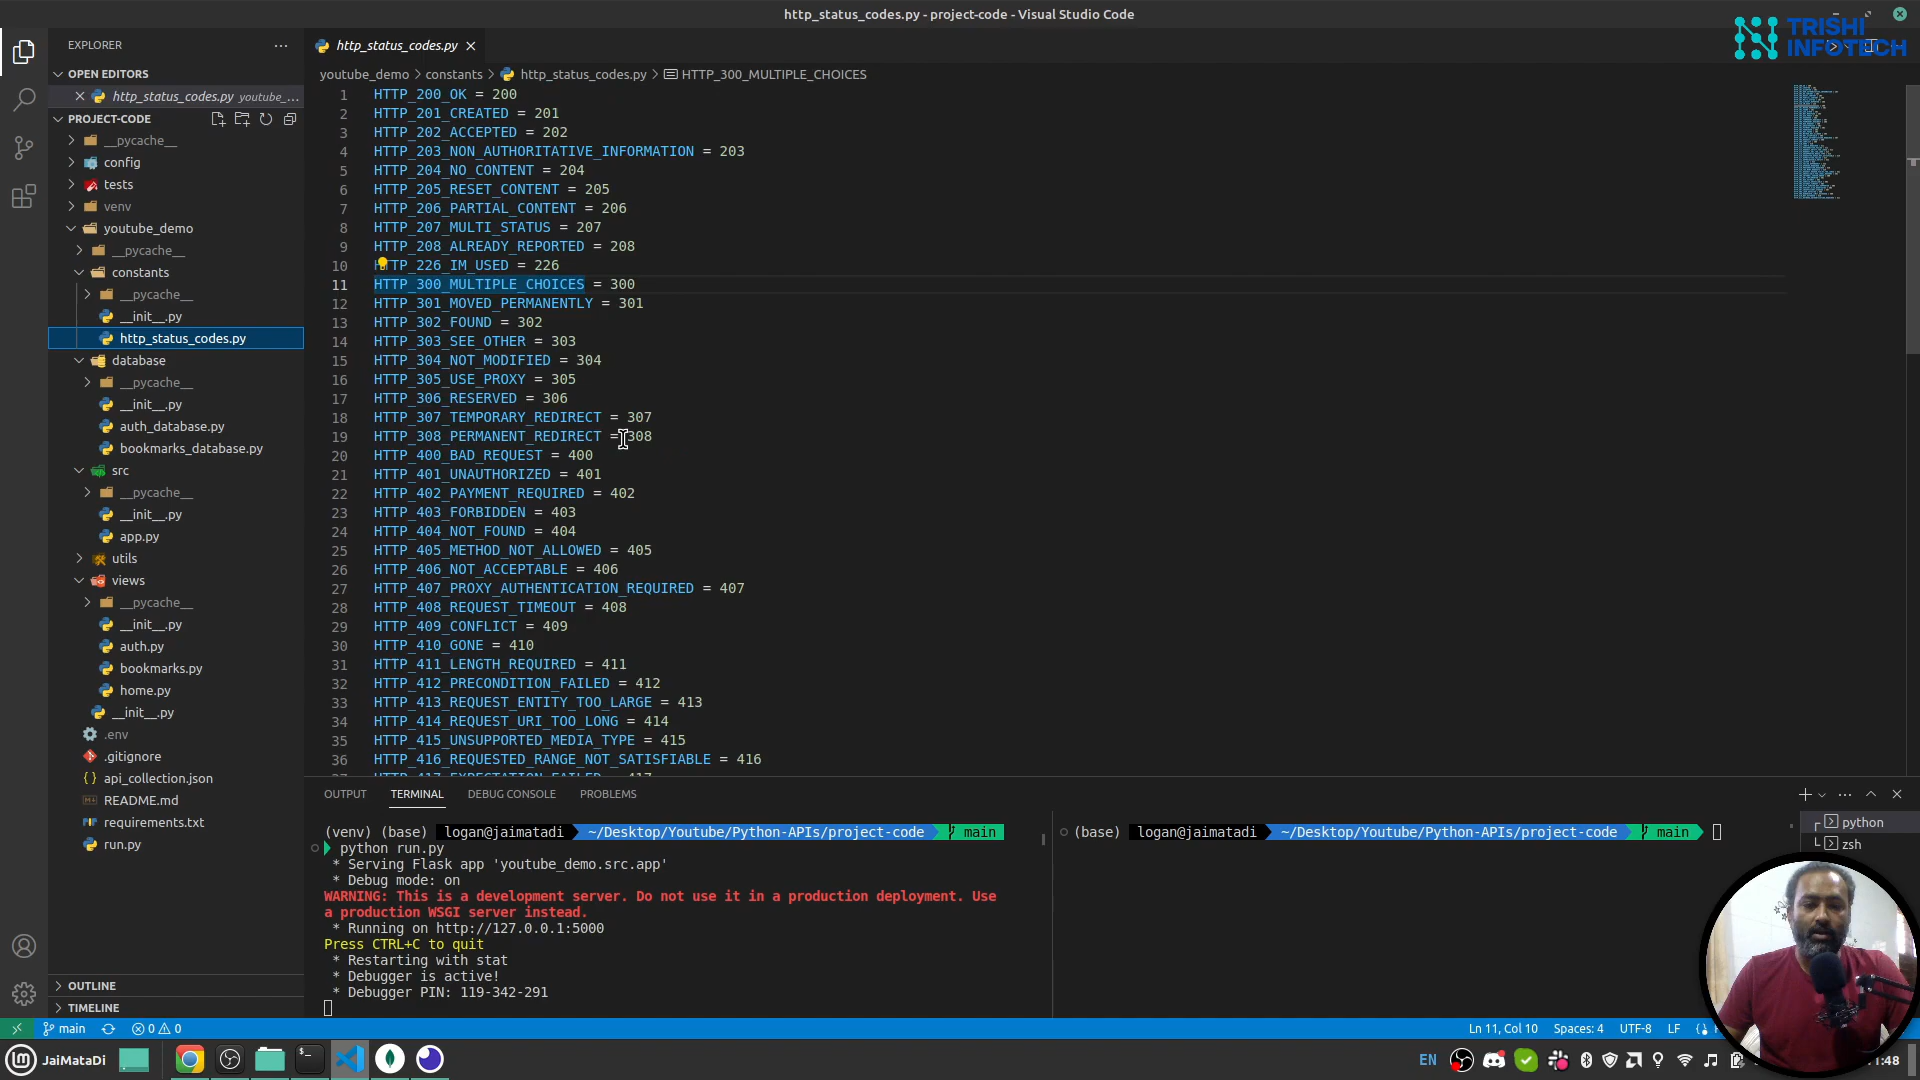 http_status_codes.py - project-code - Visual Studio Code
TRISHI
INFOTECH
EXPLORER
OPEN EDITORS
http_status_codes.py youtube_...
PROJECT-CODE
__pycache__
config
tests
venv
youtube_demo
__pycache__
constants
__pycache__
__init__.py
http_status_codes.py
database
__pycache__
__init__.py
auth_database.py
bookmarks_database.py
src
__pycache__
__init__.py
app.py
utils
views
__pycache__
__init__.py
auth.py
bookmarks.py
home.py
__init__.py
.env
.gitignore
api_collection.json
README.md
requirements.txt
run.py
OUTLINE
TIMELINE
http_status_codes.py
youtube_demo > constants > http_status_codes.py > HTTP_300_MULTIPLE_CHOICES
1 HTTP_200_OK = 200
2 HTTP_201_CREATED = 201
3 HTTP_202_ACCEPTED = 202
4 HTTP_203_NON_AUTHORITATIVE_INFORMATION = 203
5 HTTP_204_NO_CONTENT = 204
6 HTTP_205_RESET_CONTENT = 205
7 HTTP_206_PARTIAL_CONTENT = 206
8 HTTP_207_MULTI_STATUS = 207
9 HTTP_208_ALREADY_REPORTED = 208
10 HTTP_226_IM_USED = 226
11 HTTP_300_MULTIPLE_CHOICES = 300
12 HTTP_301_MOVED_PERMANENTLY = 301
13 HTTP_302_FOUND = 302
14 HTTP_303_SEE_OTHER = 303
15 HTTP_304_NOT_MODIFIED = 304
16 HTTP_305_USE_PROXY = 305
17 HTTP_306_RESERVED = 306
18 HTTP_307_TEMPORARY_REDIRECT = 307
19 HTTP_308_PERMANENT_REDIRECT = 308
20 HTTP_400_BAD_REQUEST = 400
21 HTTP_401_UNAUTHORIZED = 401
22 HTTP_402_PAYMENT_REQUIRED = 402
23 HTTP_403_FORBIDDEN = 403
24 HTTP_404_NOT_FOUND = 404
25 HTTP_405_METHOD_NOT_ALLOWED = 405
26 HTTP_406_NOT_ACCEPTABLE = 406
27 HTTP_407_PROXY_AUTHENTICATION_REQUIRED = 407
28 HTTP_408_REQUEST_TIMEOUT = 408
29 HTTP_409_CONFLICT = 409
30 HTTP_410_GONE = 410
31 HTTP_411_LENGTH_REQUIRED = 411
32 HTTP_412_PRECONDITION_FAILED = 412
33 HTTP_413_REQUEST_ENTITY_TOO_LARGE = 413
34 HTTP_414_REQUEST_URI_TOO_LONG = 414
35 HTTP_415_UNSUPPORTED_MEDIA_TYPE = 415
36 HTTP_416_REQUESTED_RANGE_NOT_SATISFIABLE = 416
37 HTTP_417_EXPECTATION_FAILED = 417
OUTPUT TERMINAL DEBUG CONSOLE PROBLEMS
(venv) (base) logan@jaimatadi ~/Desktop/Youtube/Python-APIs/project-code main
python run.py
* Serving Flask app 'youtube_demo.src.app'
* Debug mode: on
WARNING: This is a development server. Do not use it in a production deployment. Use
a production WSGI server instead.
* Running on http://127.0.0.1:5000
Press CTRL+C to quit
* Restarting with stat
* Debugger is active!
* Debugger PIN: 119-342-291
(base) logan@jaimatadi ~/Desktop/Youtube/Python-APIs/project-code main
python
zsh
main 0 0
Ln 11, Col 10 Spaces: 4 UTF-8 LF
JaiMataDi
EN